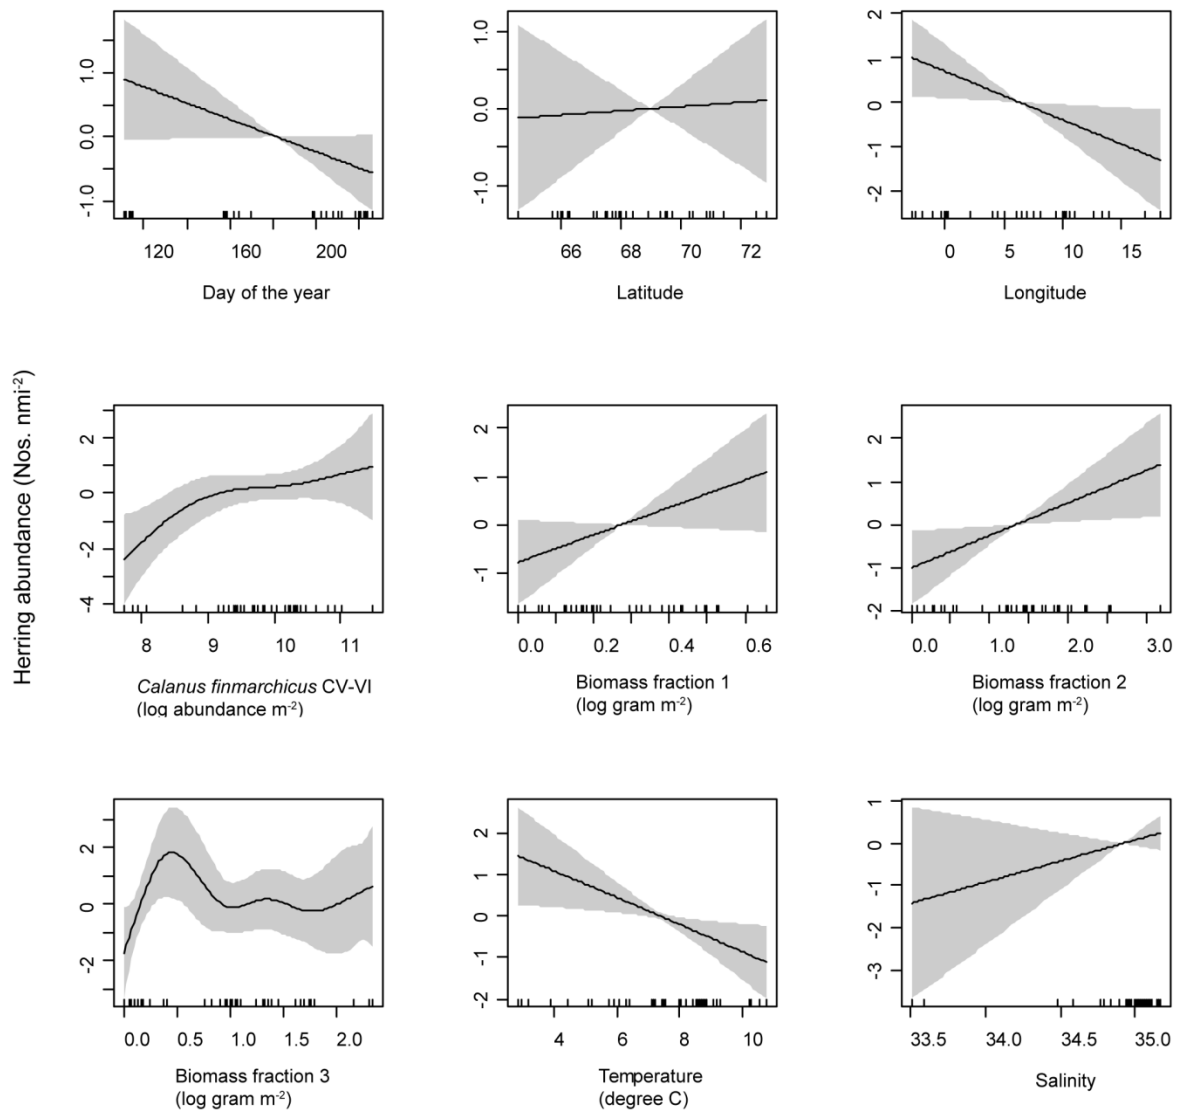 Herring abundance (Nos. nmi⁻²)
1.0
0.0
-1.0
120 160 200
Day of the year
1.0
0.0
-1.0
66 68 70 72
Latitude
2
1
0
-1
-2
0 5 10 15
Longitude
2
0
-2
-4
8 9 10 11
Calanus finmarchicus CV-VI
(log abundance m⁻²)
2
1
0
-1
0.0 0.2 0.4 0.6
Biomass fraction 1
(log gram m⁻²)
2
1
0
-1
-2
0.0 1.0 2.0 3.0
Biomass fraction 2
(log gram m⁻²)
2
0
-2
0.0 0.5 1.0 1.5 2.0
Biomass fraction 3
(log gram m⁻²)
2
1
0
-1
-2
4 6 8 10
Temperature
(degree C)
1
0
-1
-2
-3
33.5 34.0 34.5 35.0
Salinity